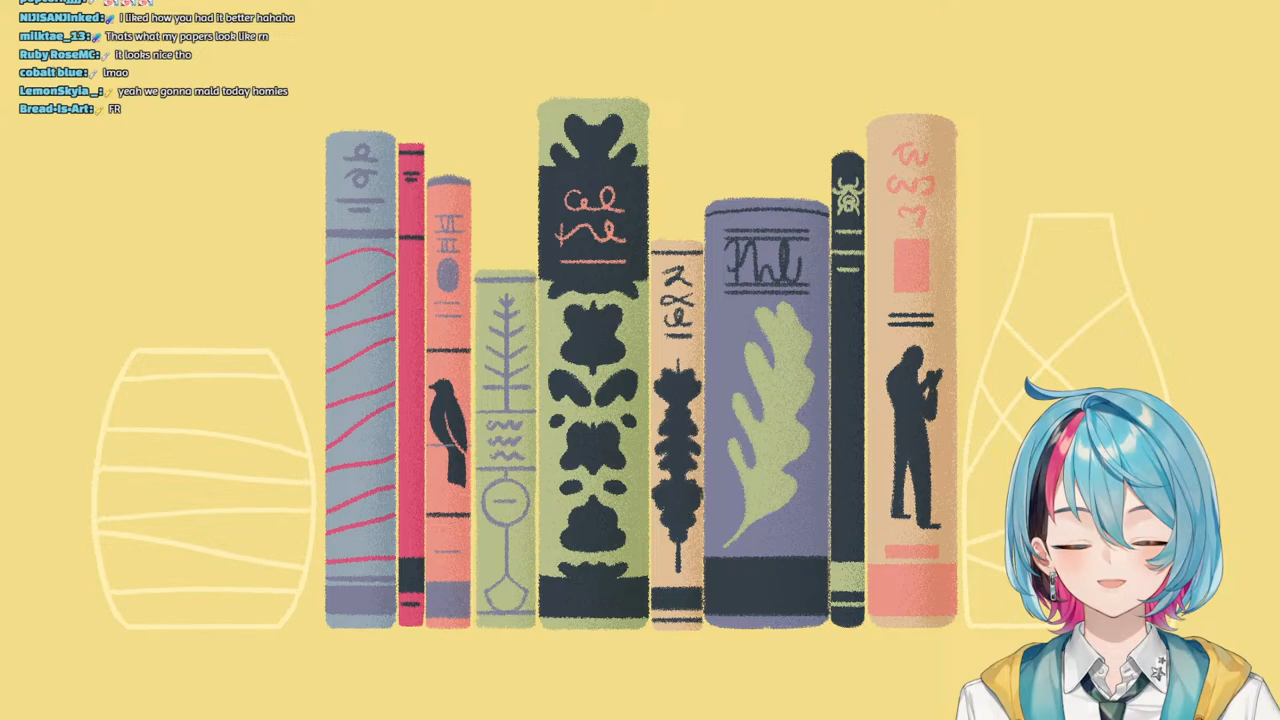 NIJISANJInked: I liked how you had it better hahaha
milktae_13: Thats what my papers look like rn
Ruby RoseMC: it looks nice tho
cobalt blue: lmao
LemonSkyla_: yeah we gonna mald today homies
Bread-Is-Art: FR